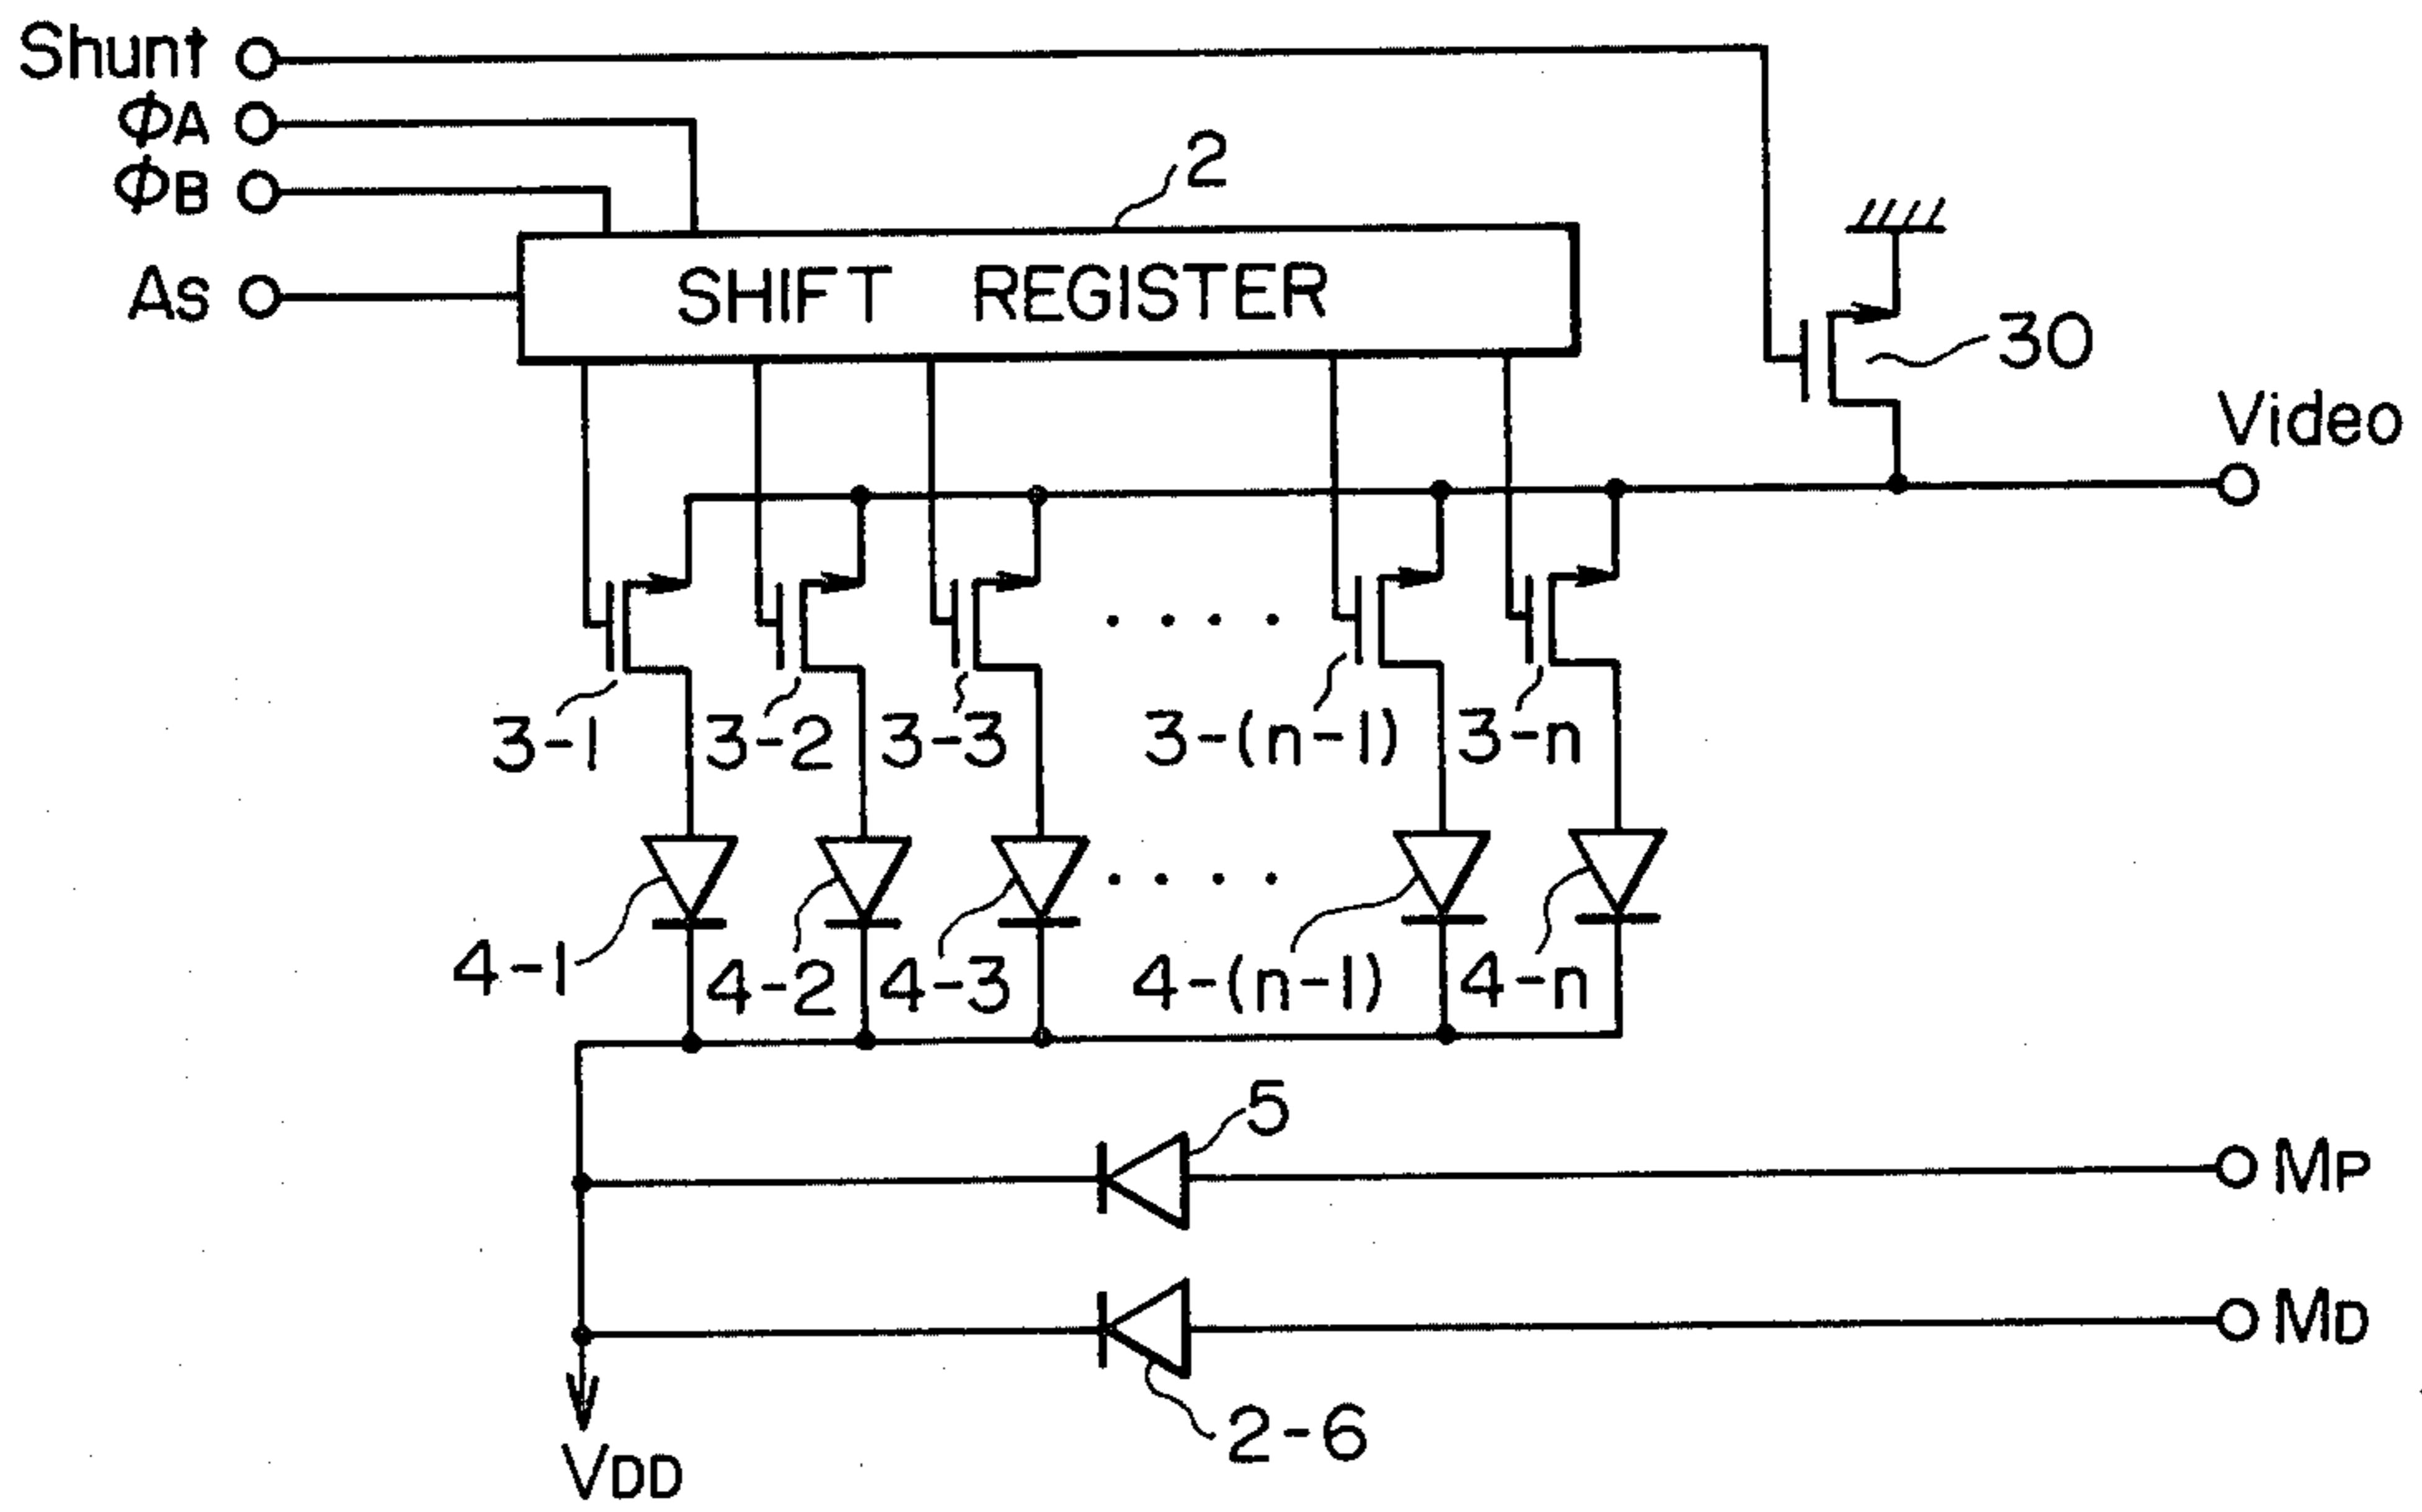 Shunt
ΦA
ΦB
As
2
SHIFT REGISTER
30
Video
3-1
3-2
3-3
3-(n-1)
3-n
4-1
4-2
4-3
4-(n-1)
4-n
5
MP
MD
2-6
VDD